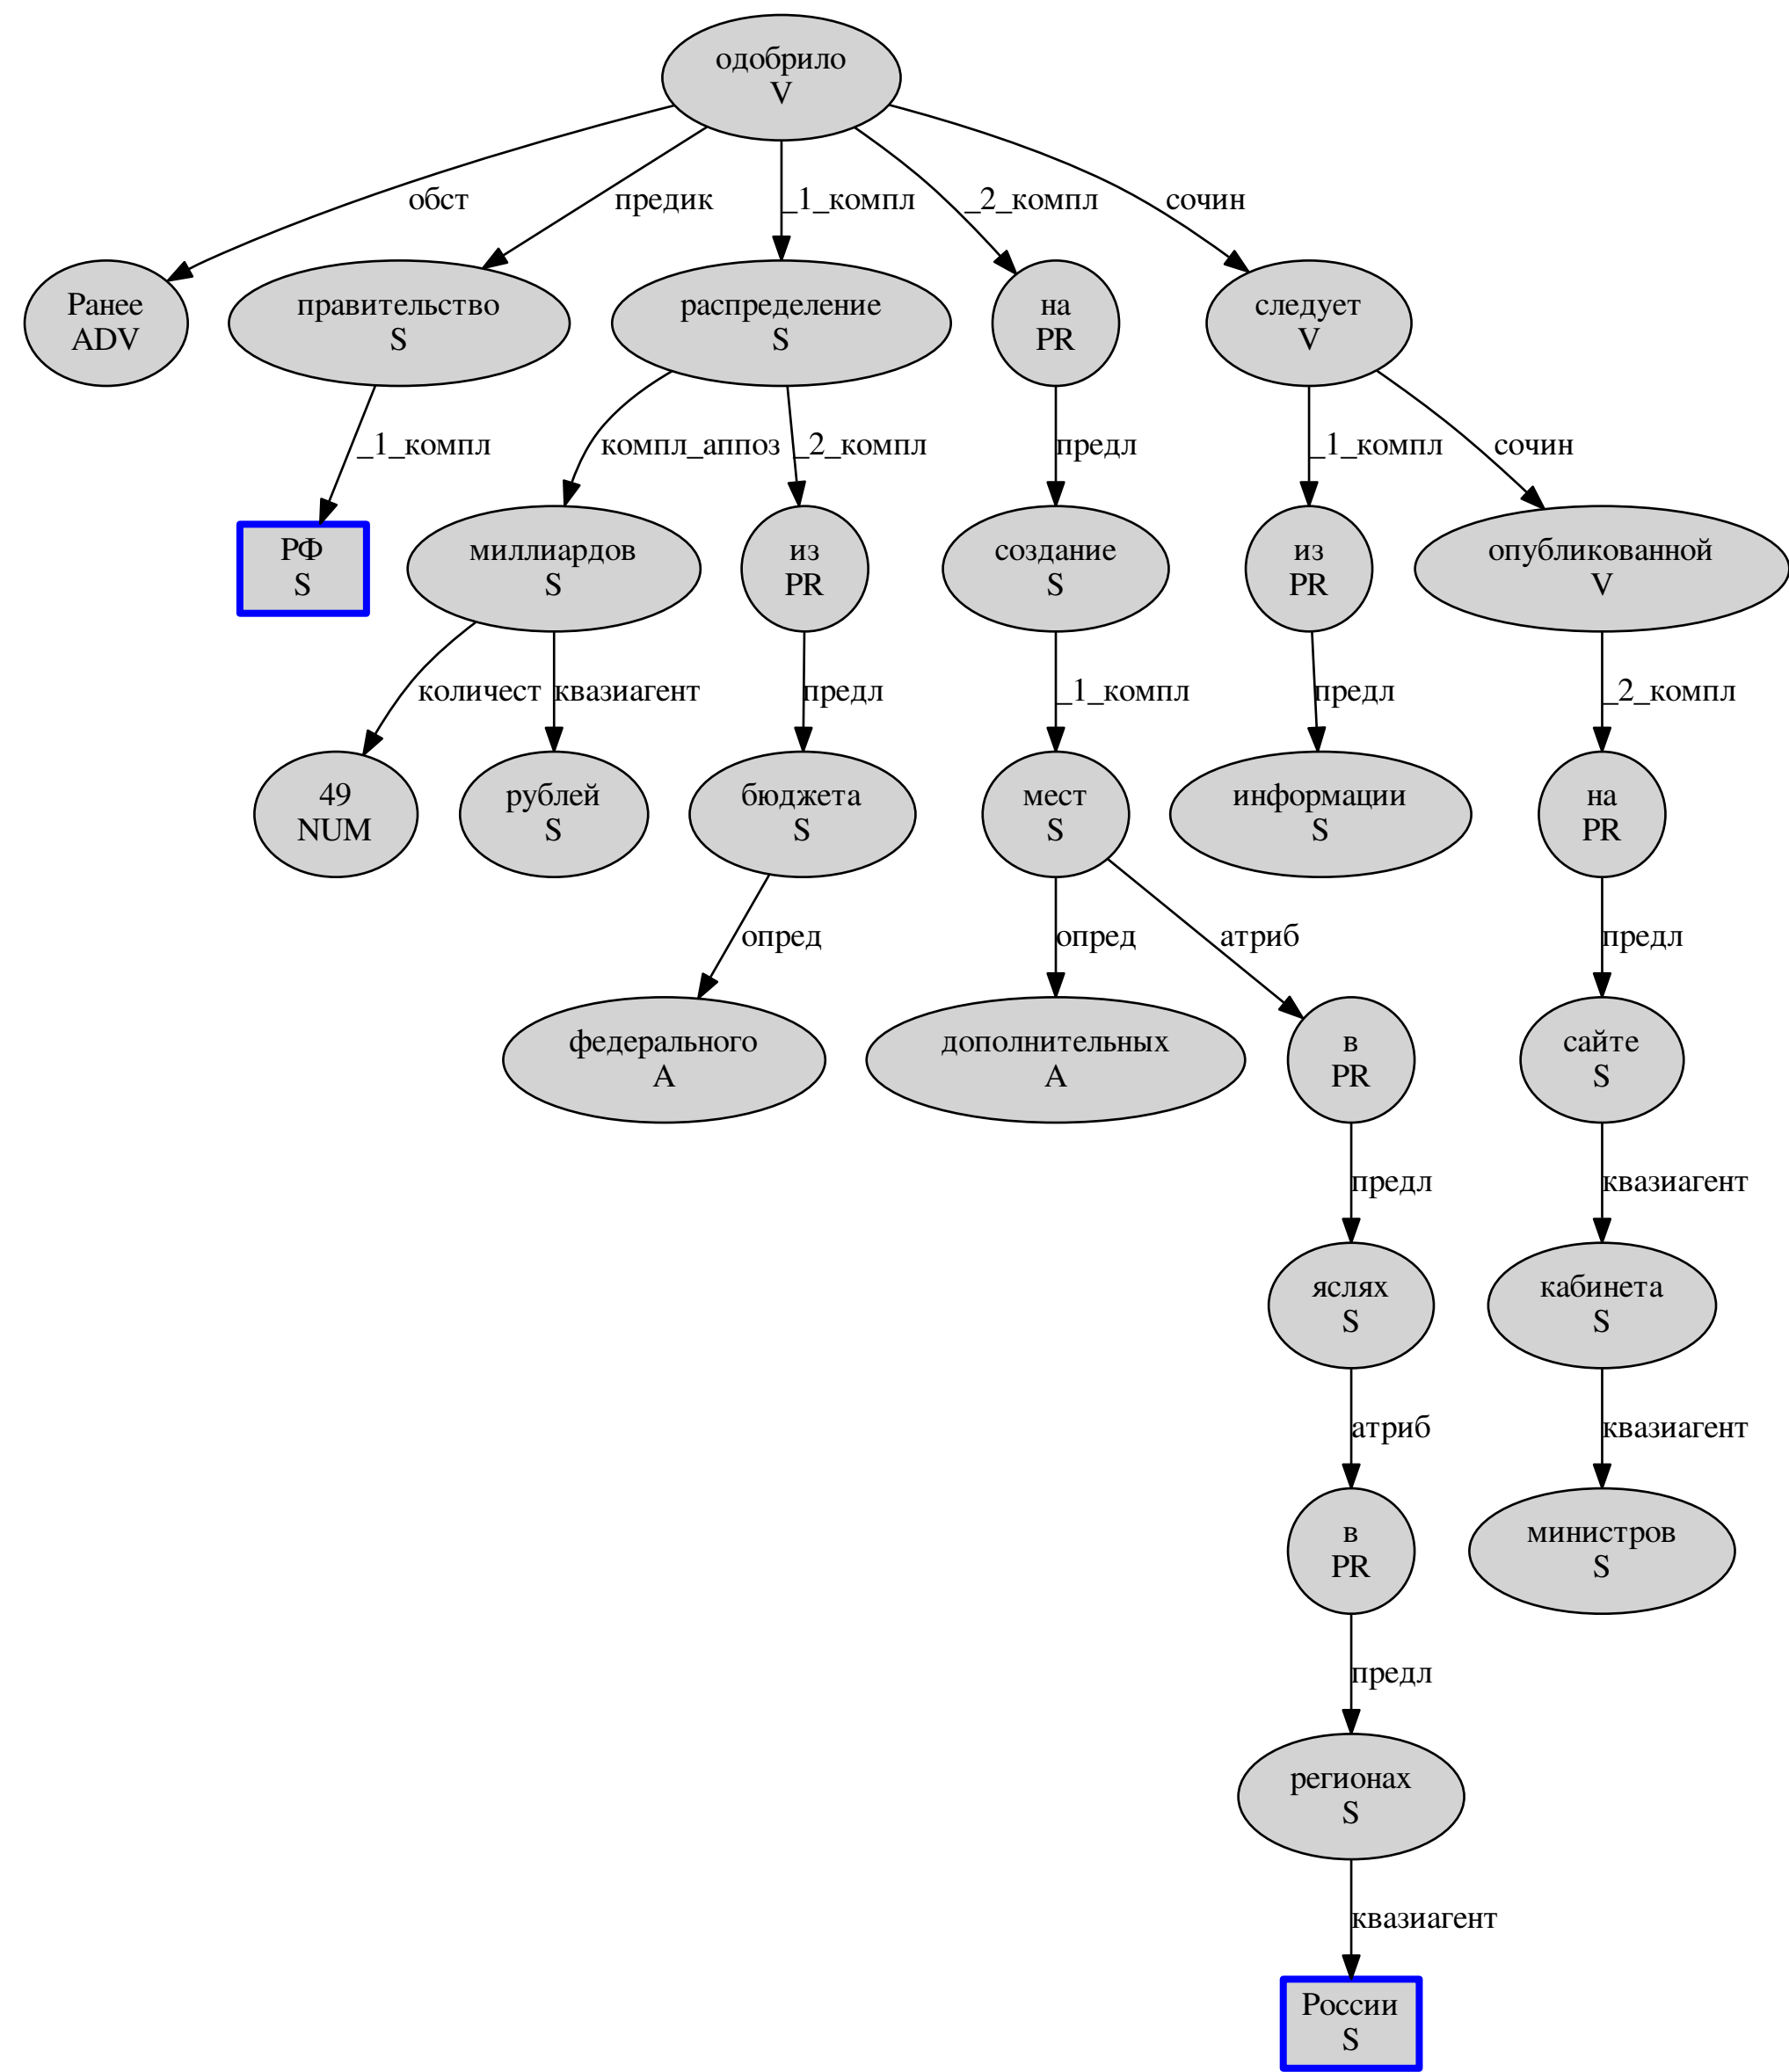 одобрило
V
обст
предик
_1_компл
_2_компл
сочин
Ранее
ADV
правительство
S
распределение
S
на
PR
следует
V
_1_компл
компл_аппоз
_2_компл
предл
_1_компл
сочин
РФ
S
миллиардов
S
из
PR
создание
S
из
PR
опубликованной
V
количест
квазиагент
предл
_1_компл
предл
_2_компл
49
NUM
рублей
S
бюджета
S
мест
S
информации
S
на
PR
опред
опред
атриб
предл
федерального
A
дополнительных
A
в
PR
сайте
S
предл
квазиагент
яслях
S
кабинета
S
атриб
квазиагент
в
PR
министров
S
предл
регионах
S
квазиагент
России
S